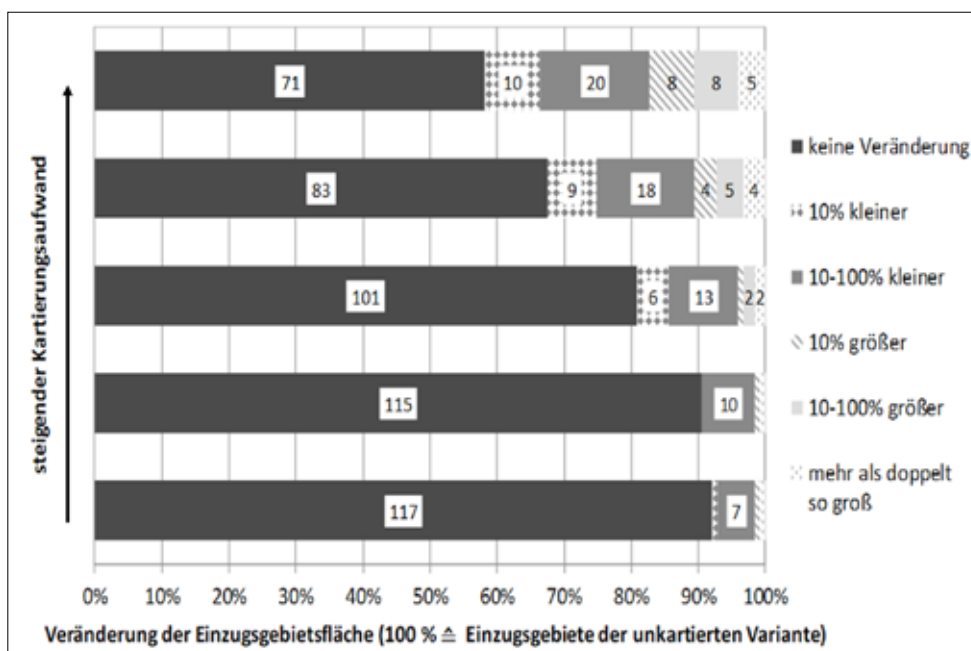 71 10 20 8 8 5
83 9 18 4 5 4
101 6 13 2 2
115 10
117 7
steigender Kartierungsaufwand
keine Veränderung
10% kleiner
10-100% kleiner
10% größer
10-100% größer
mehr als doppelt
so groß
0% 10% 20% 30% 40% 50% 60% 70% 80% 90% 100%
Veränderung der Einzugsgebietsfläche (100 % ≙ Einzugsgebiete der unkartierten Variante)